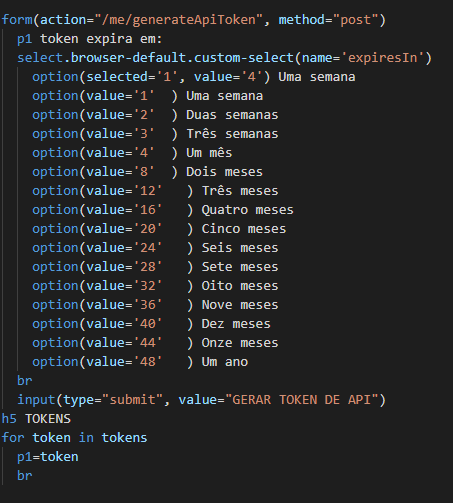 form(action="/me/generateApiToken", method="post")
p1 token expira em:
select.browser-default.custom-select(name='expiresIn')
option(selected='1', value='4') Uma semana
option(value='1' ) Uma semana
option(value='2' ) Duas semanas
option(value='3' ) Três semanas
option(value='4' ) Um mês
option(value='8' ) Dois meses
option(value='12' ) Três meses
option(value='16' ) Quatro meses
option(value='20' ) Cinco meses
option(value='24' ) Seis meses
option(value='28' ) Sete meses
option(value='32' ) Oito meses
option(value='36' ) Nove meses
option(value='40' ) Dez meses
option(value='44' ) Onze meses
option(value='48' ) Um ano
br
input(type="submit", value="GERAR TOKEN DE API")
h5 TOKENS
for token in tokens
p1=token
br